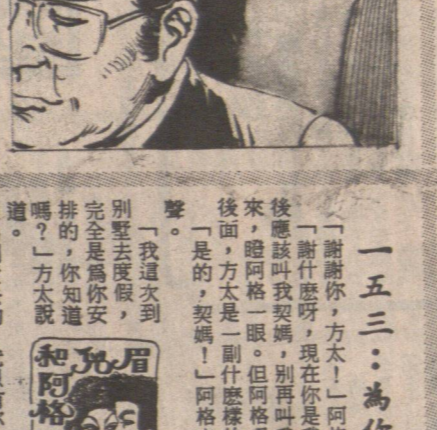 一五三：為
「謝謝你，方太！」阿
「謝什麽呀，現在你是
後應該叫我契媽，別再叫
來，瞪阿格一眼。但阿格
後面，方太是一副什麽樣
「是的，契媽！」阿格
聲。
「我這次到
別墅去度假，
完全是爲你安
排的，你知道
嗎？」方太說
道。
眉兒
和阿格